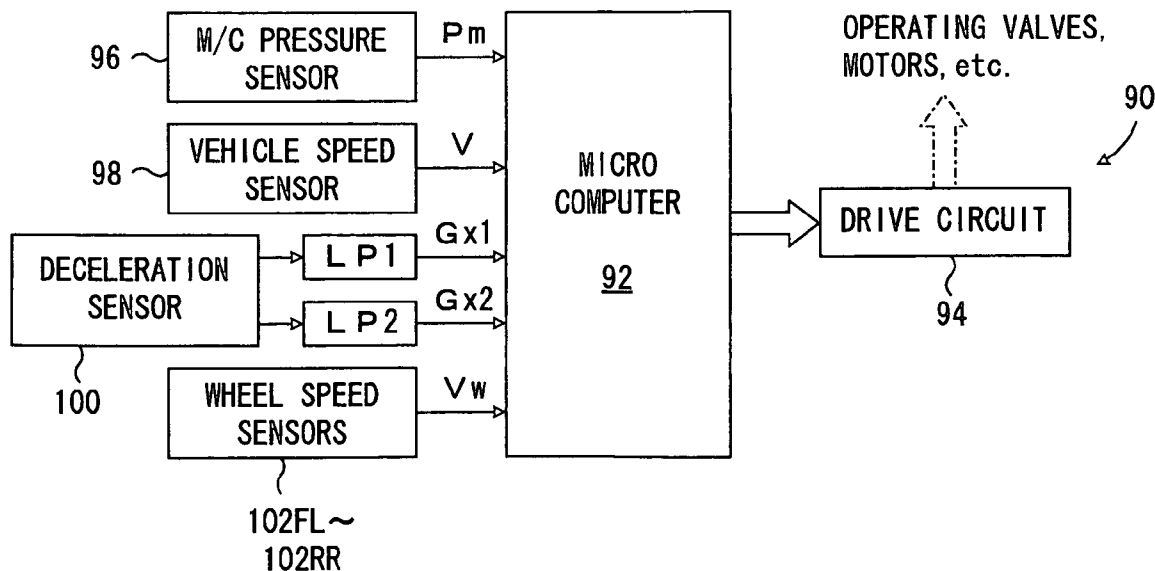 M/C PRESSURE
SENSOR
96
Pm
VEHICLE SPEED
SENSOR
98
V
DECELERATION
SENSOR
100
LP1
Gx1
LP2
Gx2
WHEEL SPEED
SENSORS
Vw
102FL～
102RR
MICRO
COMPUTER
92
OPERATING VALVES,
MOTORS, etc.
90
DRIVE CIRCUIT
94